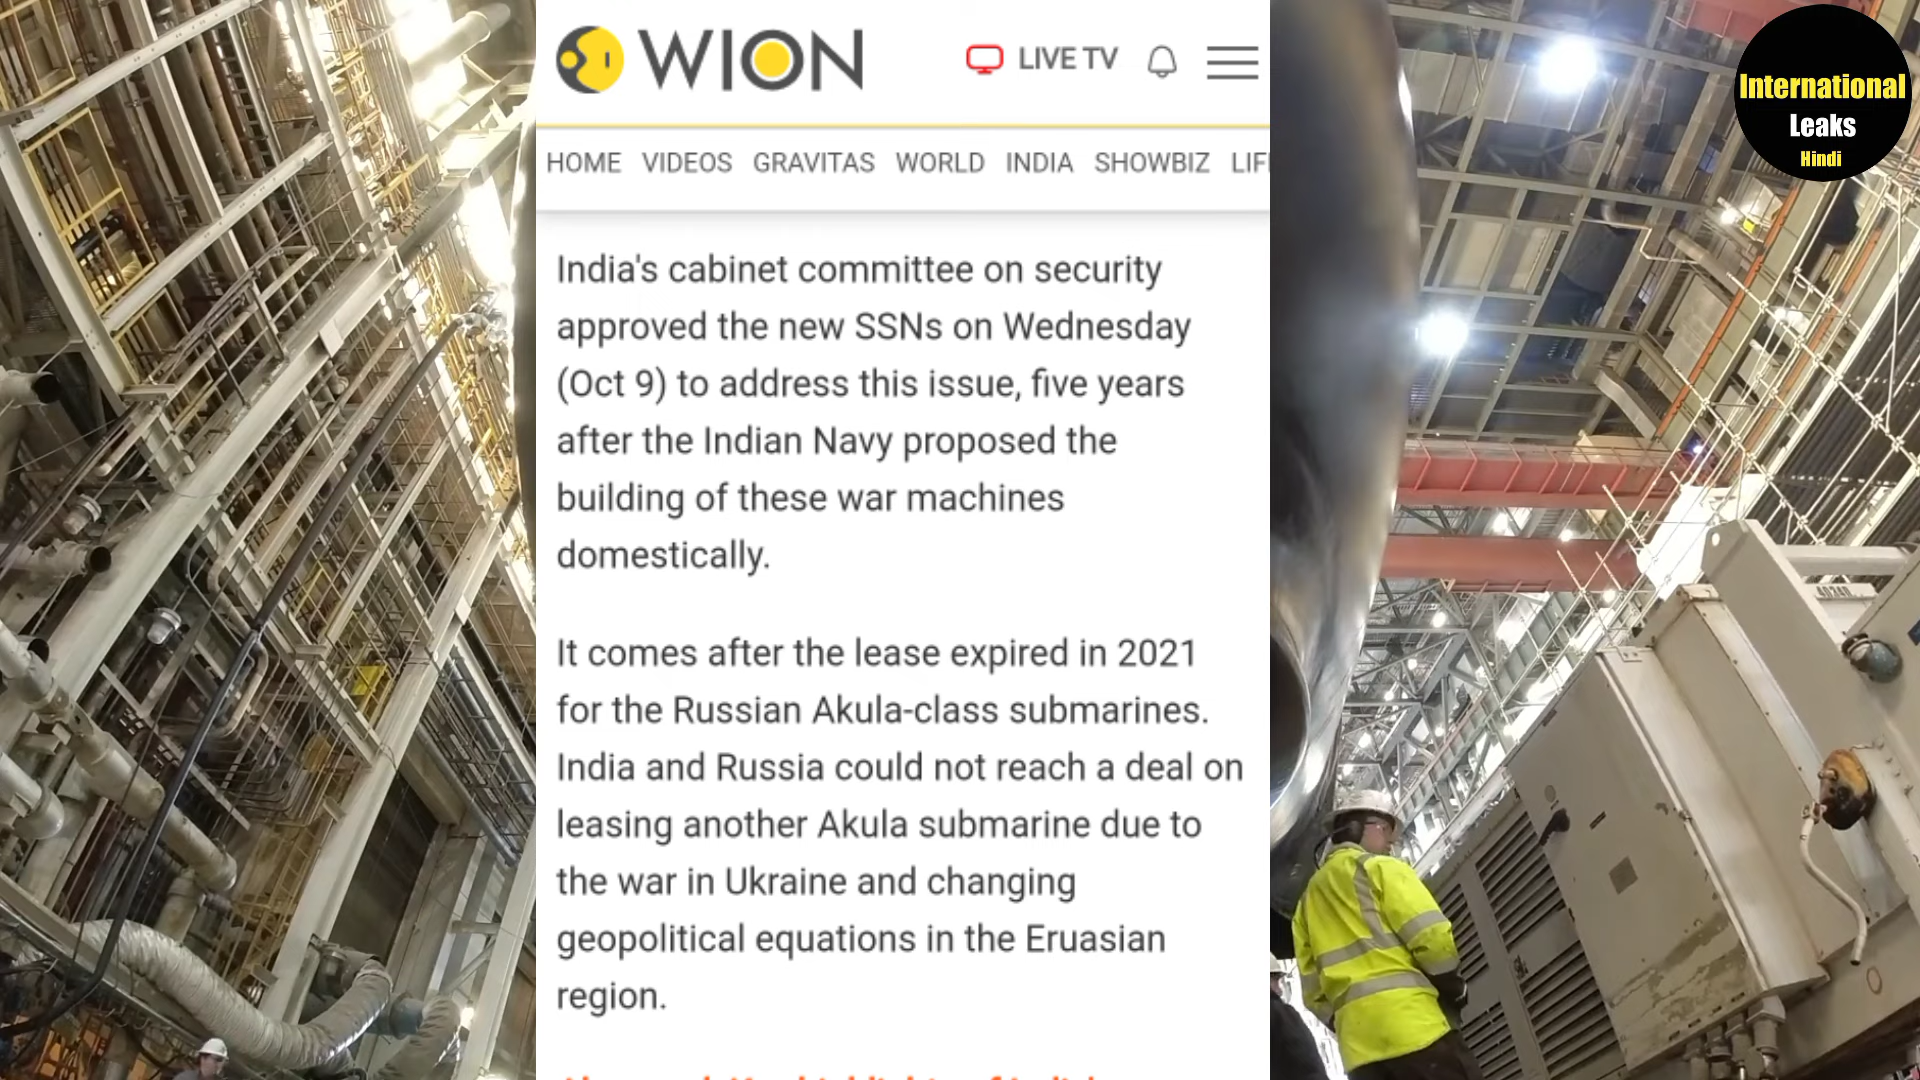 WION
LIVE TV
International
Leaks
Hindi
HOME VIDEOS GRAVITAS WORLD INDIA SHOWBIZ
India's cabinet committee on security
approved the new SSNs on Wednesday
(Oct 9) to address this issue, five years
after the Indian Navy proposed the
building of these war machines
domestically.
It comes after the lease expired in 2021
for the Russian Akula-class submarines.
India and Russia could not reach a deal on
leasing another Akula submarine due to
the war in Ukraine and changing
geopolitical equations in the Eruasian
region.